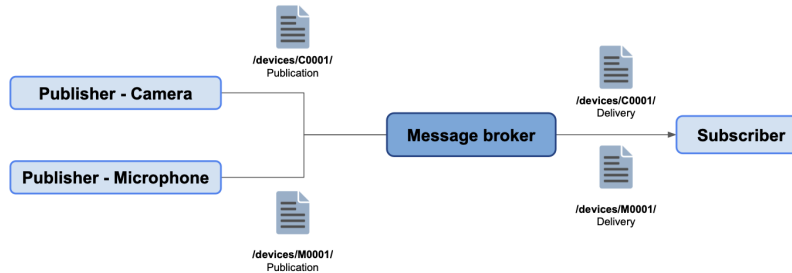 /devices/C0001/
Publication
Publisher - Camera
/devices/C0001/
Delivery
Message broker
Subscriber
Publisher - Microphone
/devices/M0001/
Delivery
/devices/M0001/
Publication